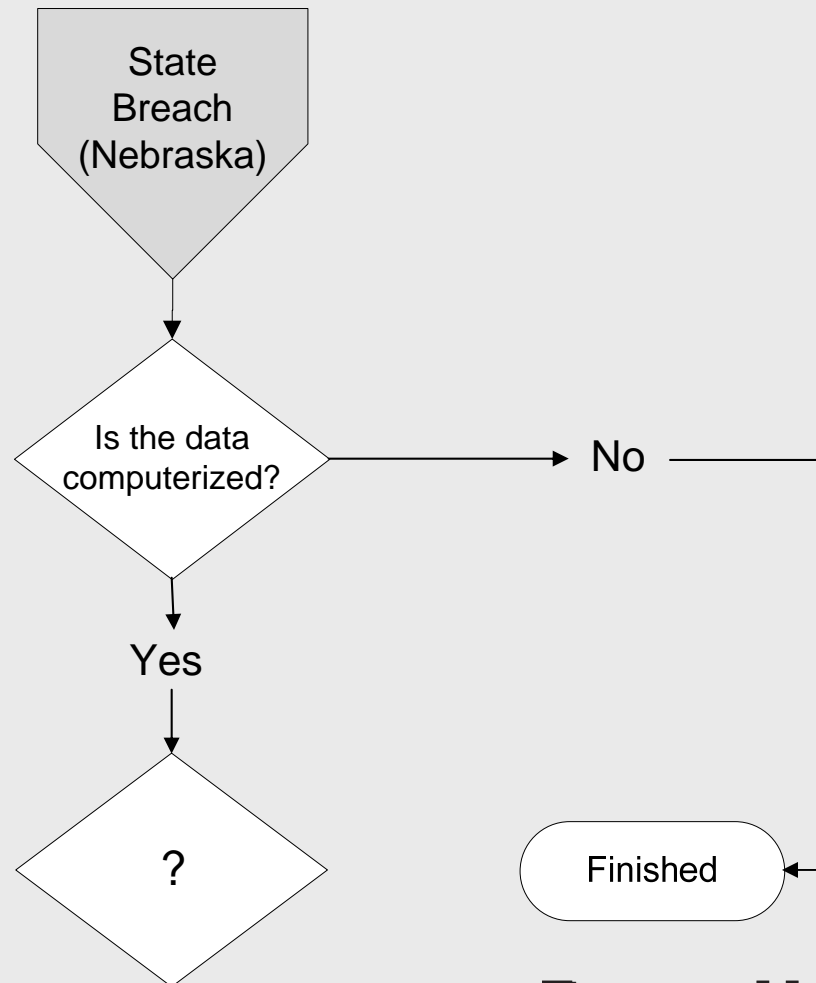 State
Breach
(Nebraska)
Is the data
computerized?
No
Yes
?
Finished